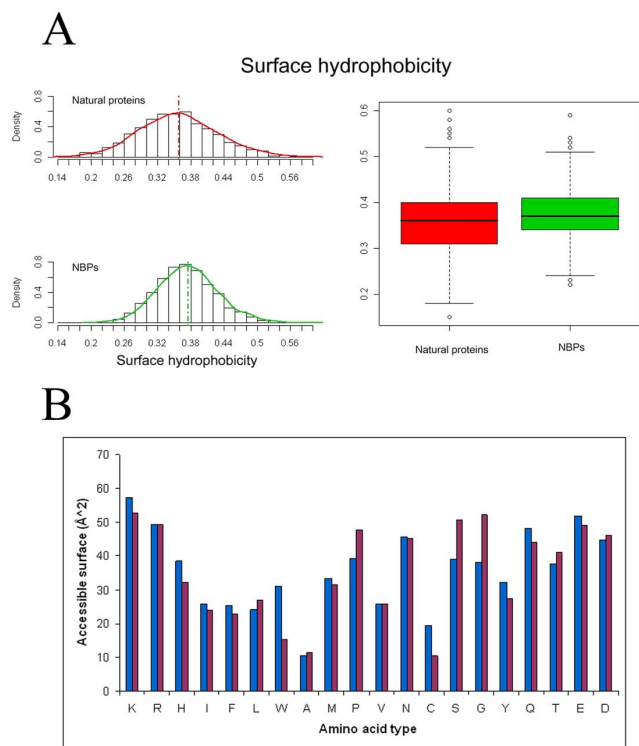 A
Surface hydrophobicity
Natural proteins
Density
0.0 0.4 0.8
0.14 0.2 0.26 0.32 0.38 0.44 0.5 0.56
NBPs
Density
0.0 0.4 0.8
0.14 0.2 0.26 0.32 0.38 0.44 0.5 0.56
Surface hydrophobicity
0.6
0.5
0.4
0.3
0.2
Natural proteins NBPs
B
Accessible surface (Å^2)
70
60
50
40
30
20
10
0
K R H I F L W A M P V N C S G Y Q T E D
Amino acid type